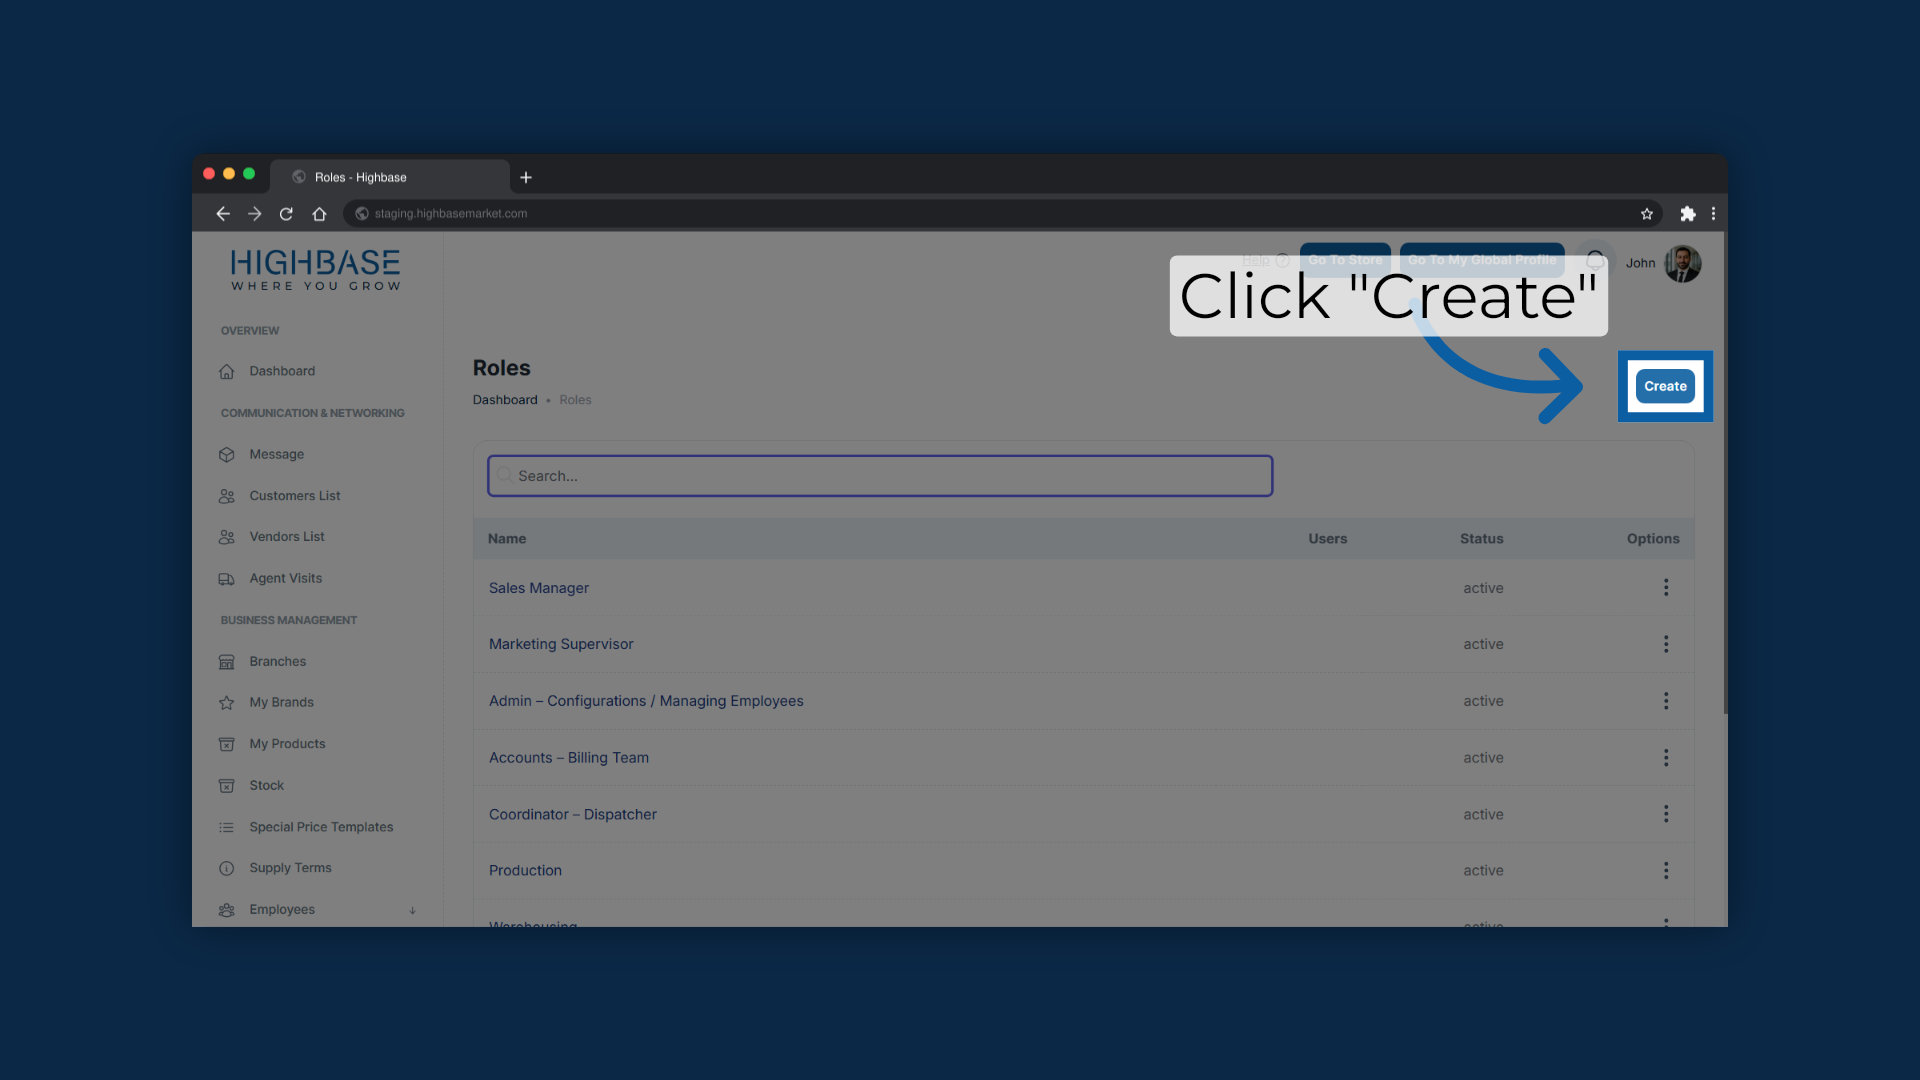 Roles - Highbase
staging.highbasemarket.com
HIGHBASE
WHERE YOU GROW
Help
Go To Store
Go To My Global Profile
John
Click "Create"
OVERVIEW
Dashboard
COMMUNICATION & NETWORKING
Message
Customers List
Vendors List
Agent Visits
BUSINESS MANAGEMENT
Branches
My Brands
My Products
Stock
Special Price Templates
Supply Terms
Employees
Roles
Dashboard • Roles
Create
Search...
Name Users Status Options
Sales Manager active
Marketing Supervisor active
Admin – Configurations / Managing Employees active
Accounts – Billing Team active
Coordinator – Dispatcher active
Production active
Warehousing active